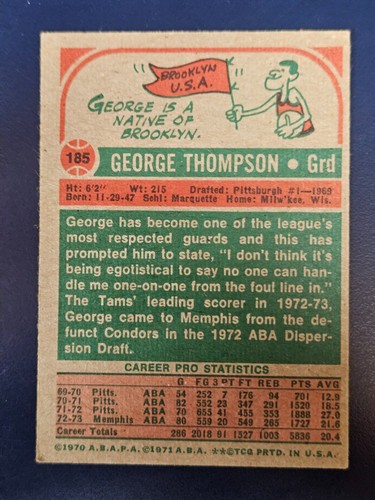 BROOKLYN
U.S.A.
GEORGE IS A
NATIVE OF
BROOKLYN.
185 GEORGE THOMPSON • Grd
Ht: 6'2" Wt: 215 Drafted: Pittsburgh #1—1969
Born: 11-29-47 Schl: Marquette Home: Milw'kee, Wis.
George has become one of the league's
most respected guards and this has
prompted him to state, "I don't think it's
being egotistical to say no one can han-
dle me one-on-one from the foul line in."
The Tams' leading scorer in 1972-73,
George came to Memphis from the de-
funct Condors in the 1972 ABA Disper-
sion Draft.
CAREER PRO STATISTICS
G FG 3PT FT REB PTS AVG
69-70 Pitts. ABA 54 252 7 176 94 701 12.9
70-71 Pitts. ABA 82 552 22 347 291 1520 18.5
71-72 Pitts. ABA 70 655 41 455 353 1888 27.0
72-73 Memphis ABA 80 559 20 549 265 1727 21.6
Career Totals 286 2018 91 1527 1003 5836 20.4
©1970 A.B.A.P.A. ©1971 A.B.A. **©TCG PRTD. IN U.S.A.